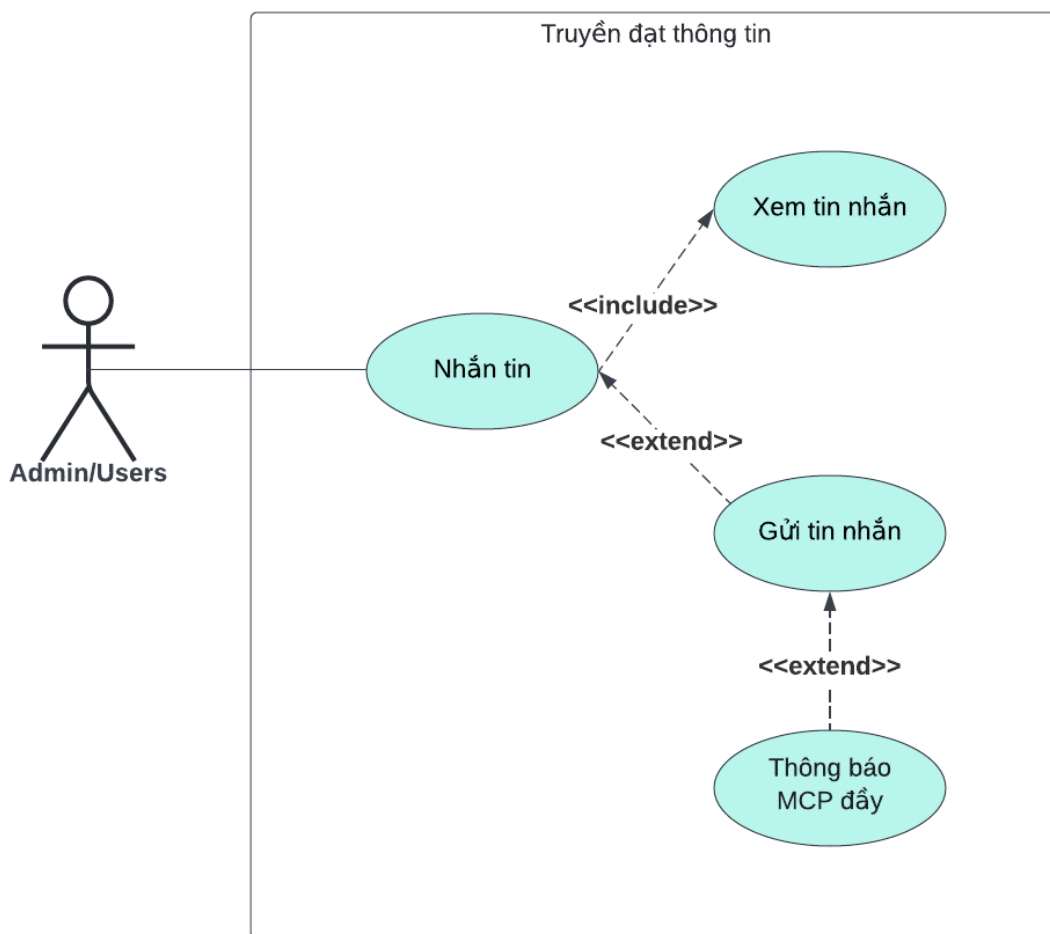 Truyền đạt thông tin
Xem tin nhắn
<<include>>
Nhắn tin
<<extend>>
Admin/Users
Gửi tin nhắn
<<extend>>
Thông báo
MCP đầy